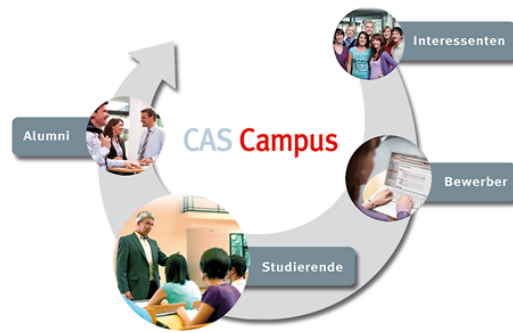 Interessenten
Alumni
CAS Campus
Bewerber
Studierende